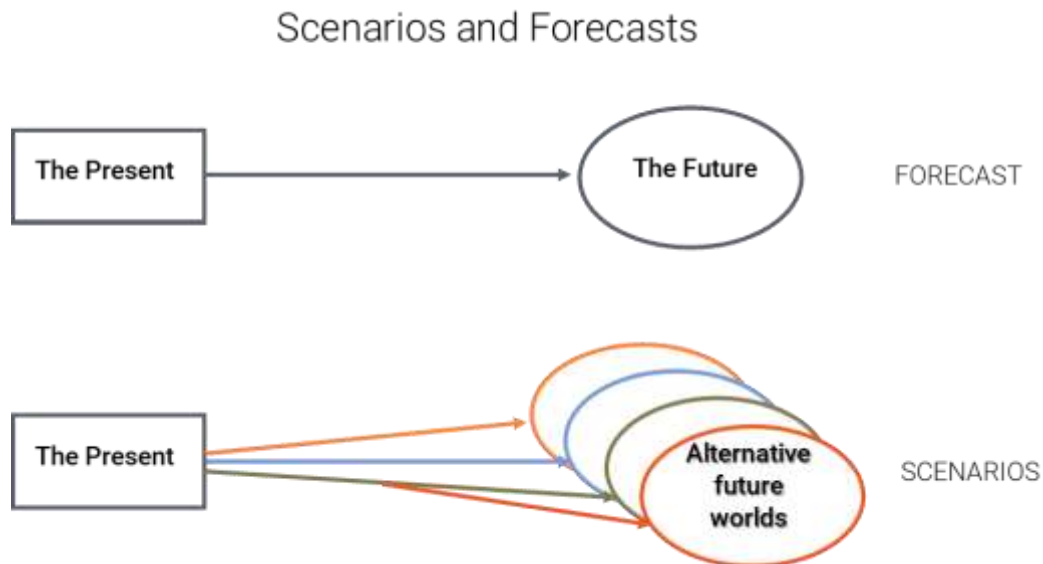 Scenarios and Forecasts
The Present
The Future
FORECAST
The Present
Alternative
future
worlds
SCENARIOS